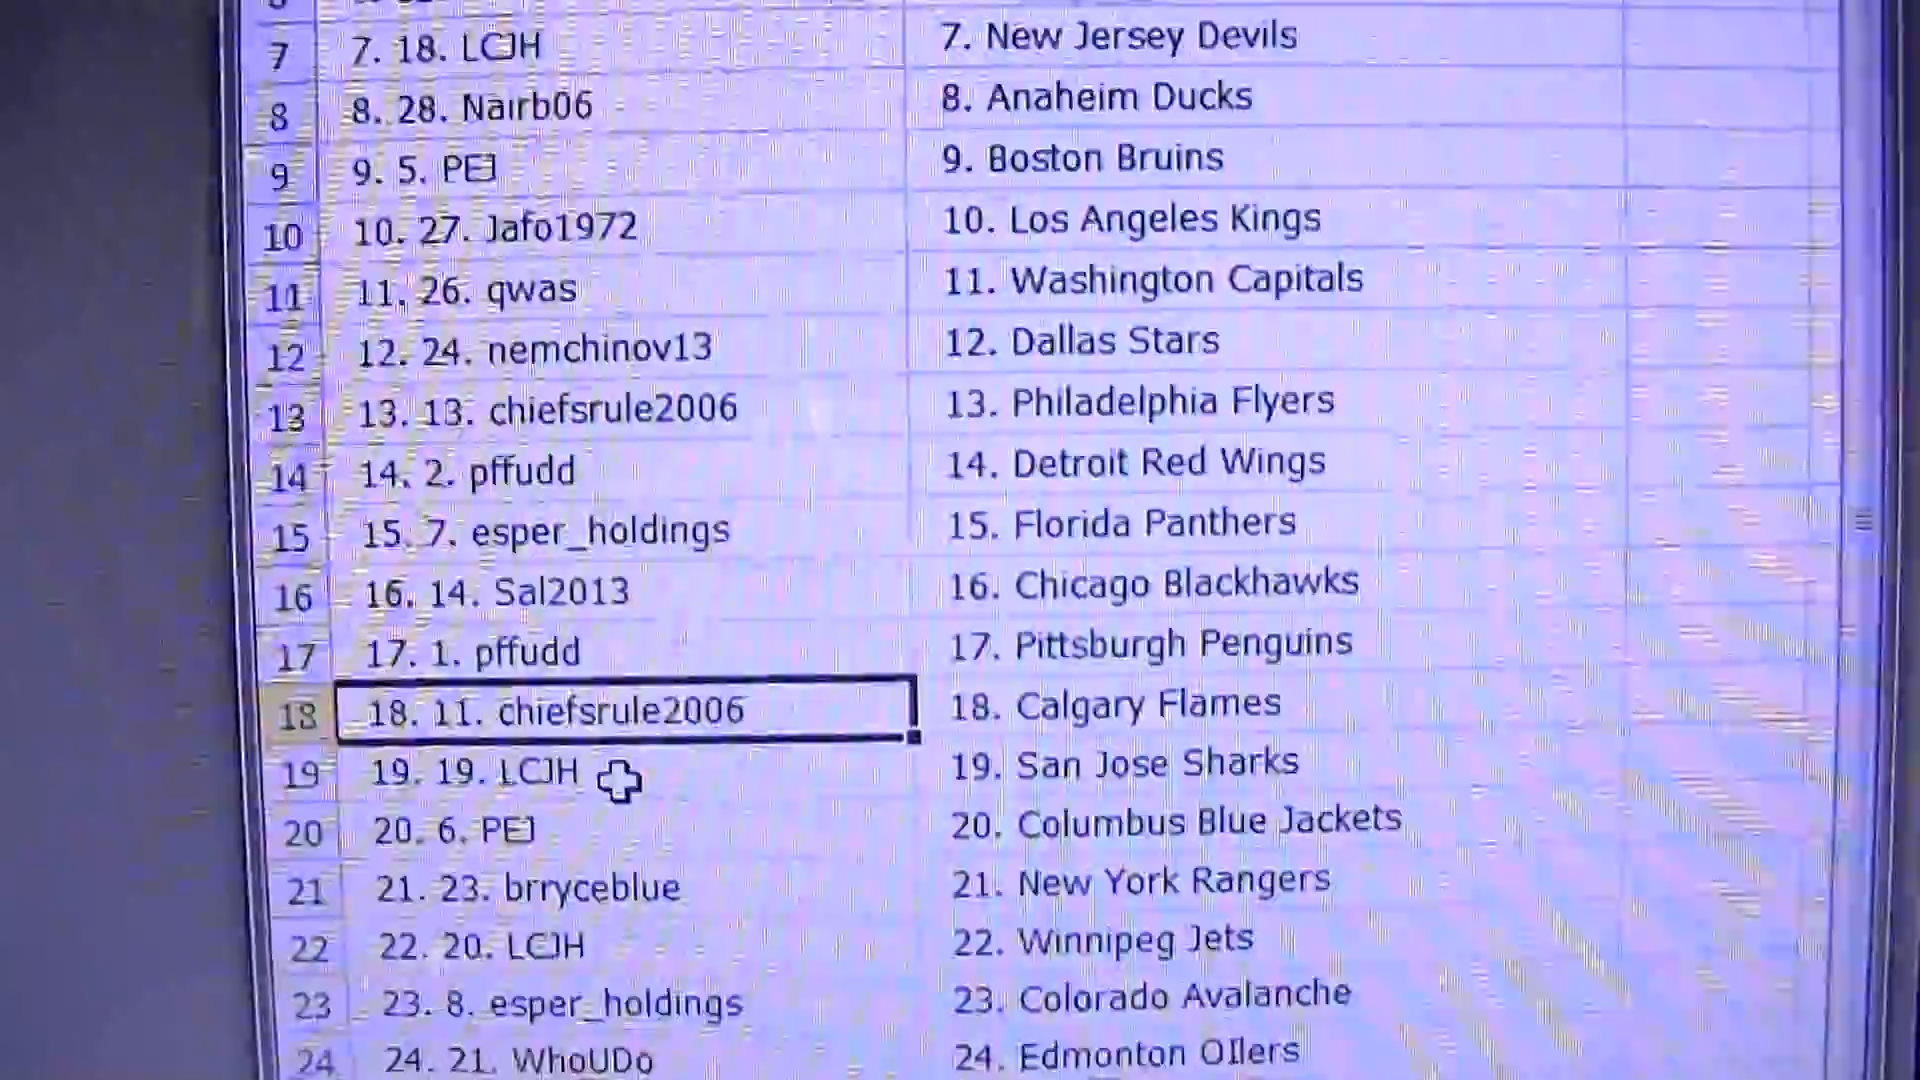 7 7. 18. LCJH 7. New Jersey Devils
8 8. 28. Nairb06 8. Anaheim Ducks
9 9. 5. PEJ 9. Boston Bruins
10 10. 27. Jafo1972 10. Los Angeles Kings
11 11. 26. qwas 11. Washington Capitals
12 12. 24. nemchinov13 12. Dallas Stars
13 13. 13. chiefsrule2006 13. Philadelphia Flyers
14 14. 2. pffudd 14. Detroit Red Wings
15 15. 7. esper_holdings 15. Florida Panthers
16 16. 14. Sal2013 16. Chicago Blackhawks
17 17. 1. pffudd 17. Pittsburgh Penguins
18 18. 11. chiefsrule2006 18. Calgary Flames
19 19. 19. LCJH 19. San Jose Sharks
20 20. 6. PEJ 20. Columbus Blue Jackets
21 21. 23. brryceblue 21. New York Rangers
22 22. 20. LCJH 22. Winnipeg Jets
23 23. 8. esper_holdings 23. Colorado Avalanche
24 24. 21. WhoUDo 24. Edmonton OIlers